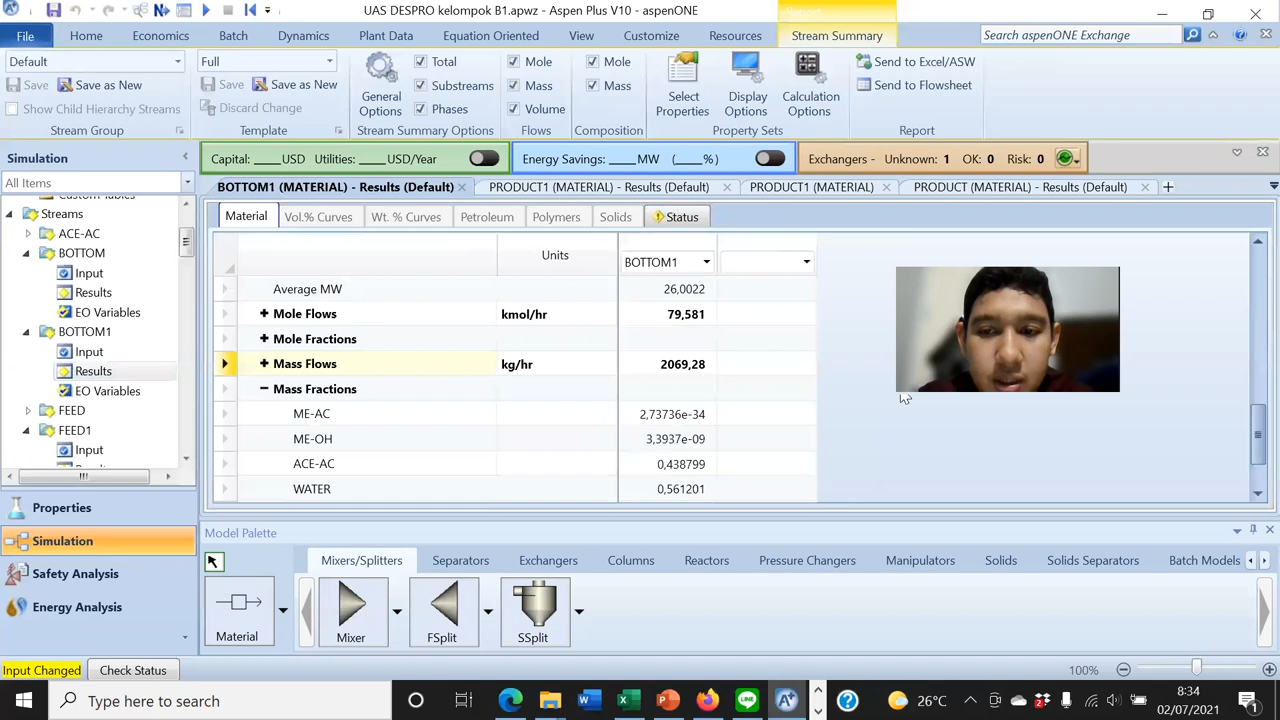 UAS DESPRO kelompok B1.apwz - Aspen Plus V10 - aspenONE
File Home Economics Batch Dynamics Plant Data Equation Oriented View Customize Resources Stream Summary Search aspenONE Exchange
Default
Save Save as New
Show Child Hierarchy Streams
Stream Group
Full
Save Save as New
Discard Change
Template
General Options
Total
Substreams
Phases
Stream Summary Options
Mole
Mass
Volume
Flows
Mole
Mass
Composition
Select Properties
Display Options
Calculation Options
Property Sets
Send to Excel/ASW
Send to Flowsheet
Report
Simulation
Capital: ____USD Utilities: ____USD/Year
Energy Savings: ____MW (____%)
Exchangers - Unknown: 1 OK: 0 Risk: 0
All Items
Streams
ACE-AC
BOTTOM
Input
Results
EO Variables
BOTTOM1
Input
Results
EO Variables
FEED
FEED1
Input
Properties
Simulation
Safety Analysis
Energy Analysis
BOTTOM1 (MATERIAL) - Results (Default) PRODUCT1 (MATERIAL) - Results (Default) PRODUCT1 (MATERIAL) PRODUCT (MATERIAL) - Results (Default)
Material Vol.% Curves Wt. % Curves Petroleum Polymers Solids Status
Units BOTTOM1
Average MW 26,0022
Mole Flows kmol/hr 79,581
Mole Fractions
Mass Flows kg/hr 2069,28
Mass Fractions
ME-AC 2,73736e-34
ME-OH 3,3937e-09
ACE-AC 0,438799
WATER 0,561201
Model Palette
Mixers/Splitters Separators Exchangers Columns Reactors Pressure Changers Manipulators Solids Solids Separators Batch Models
Material Mixer FSplit SSplit
Input Changed Check Status 100%
Type here to search
26°C
8:34
02/07/2021